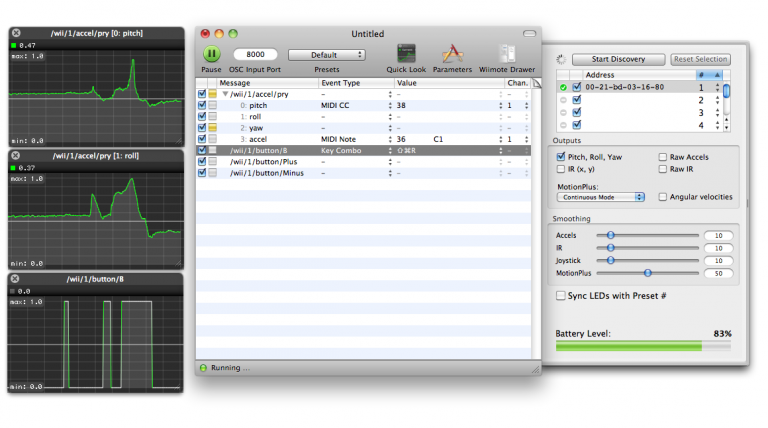 /wii/1/accel/pry [0: pitch]
0.47
max: 1.0
min: 0.0
/wii/1/accel/pry [1: roll]
0.37
max: 1.0
min: 0.0
/wii/1/button/B
0.0
max: 1.0
min: 0.0
Untitled
8000 Default
Pause OSC Input Port Presets Quick Look Parameters Wiimote Drawer
Message Event Type Value Chan.
/wii/1/accel/pry – –
0: pitch MIDI CC 38 1
1: roll – –
2: yaw – –
3: accel MIDI Note 36 C1 1
/wii/1/button/B Key Combo ⇧⌘R –
/wii/1/button/Plus – – –
/wii/1/button/Minus – – –
Running ...
Start Discovery Reset Selection
Address #
00-21-bd-03-16-80 1
2
3
4
Outputs
Pitch, Roll, Yaw Raw Accels
IR (x, y) Raw IR
MotionPlus:
Continuous Mode Angular velocities
Smoothing
Accels 10
IR 10
Joystick 10
MotionPlus 50
Sync LEDs with Preset #
Battery Level: 83%